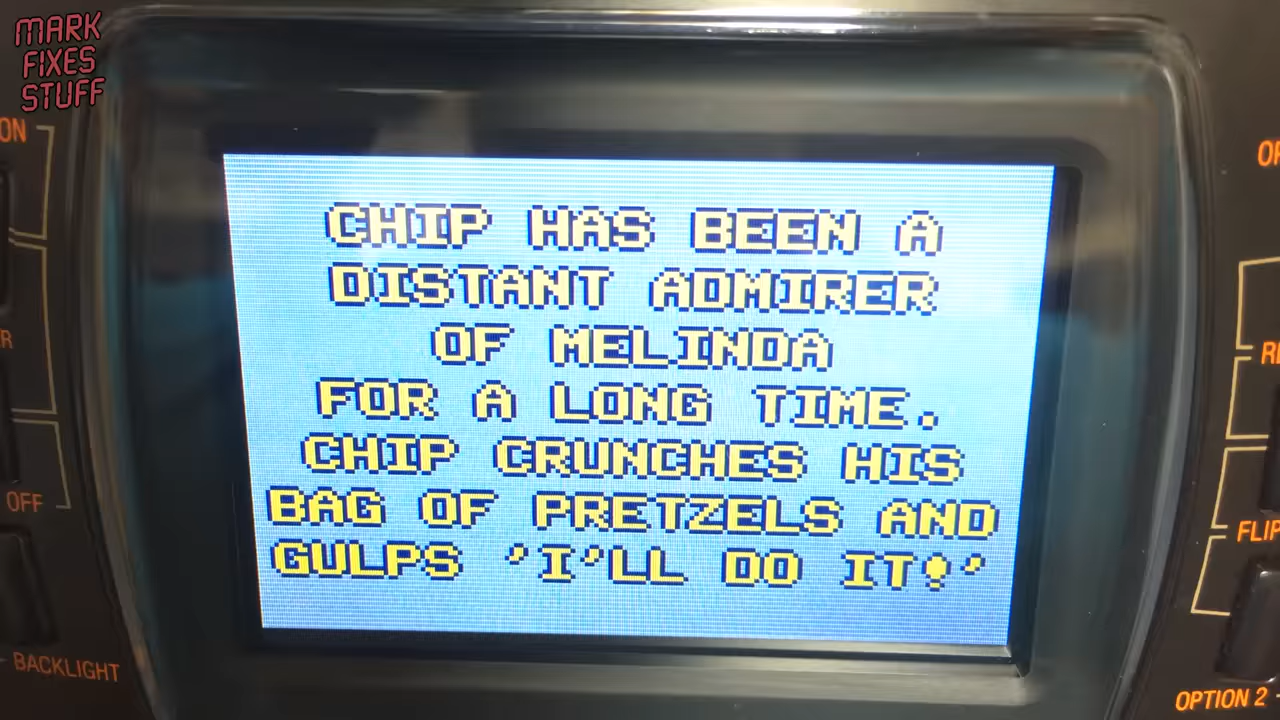 MARK
FIXES
STUFF
ON
OFF
BACKLIGHT
CHIP HAS BEEN A
DISTANT ADMIRER
OF MELINDA
FOR A LONG TIME.
CHIP CRUNCHES HIS
BAG OF PRETZELS AND
GULPS 'I'LL DO IT!'
FLIP
OPTION 2